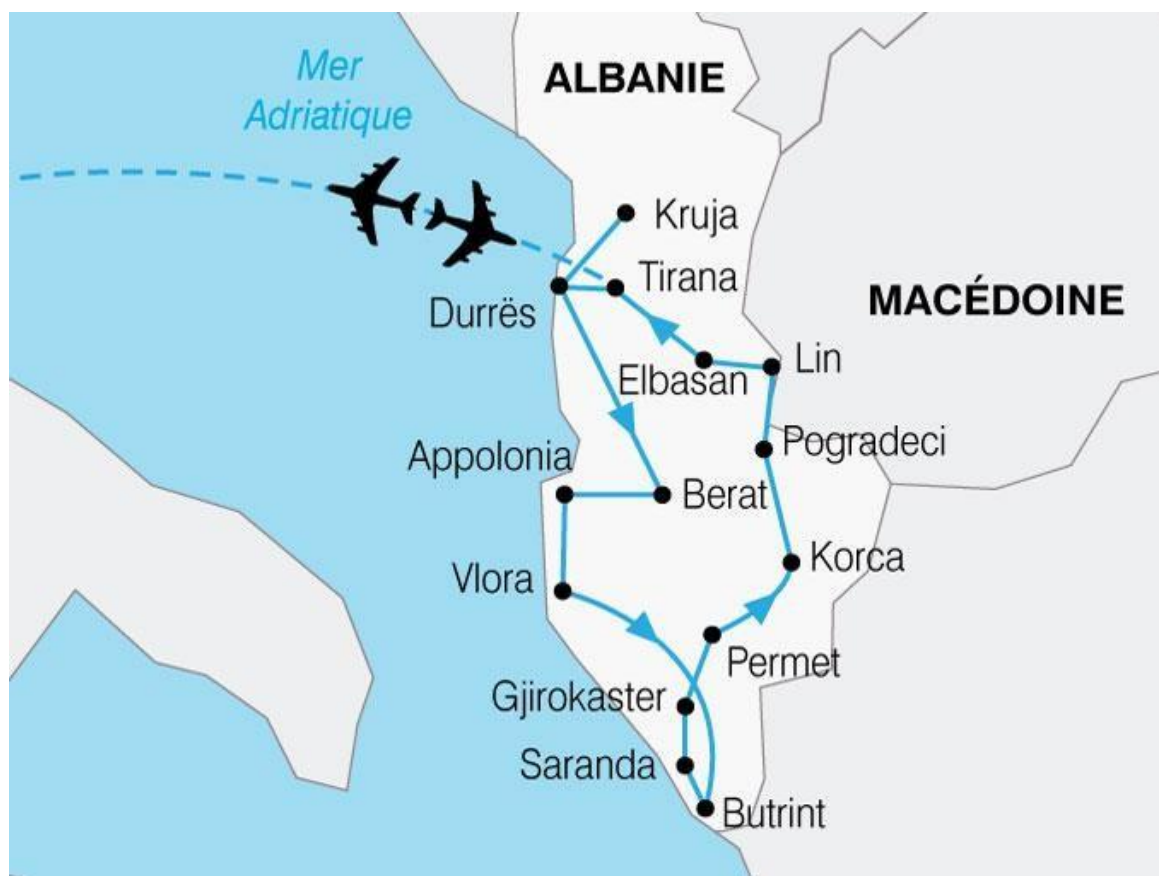 Mer
Adriatique
ALBANIE
Kruja
Tirana
MACÉDOINE
Durrës
Lin
Elbasan
Pogradeci
Appolonia
Berat
Korca
Vlora
Permet
Gjirokaster
Saranda
Butrint